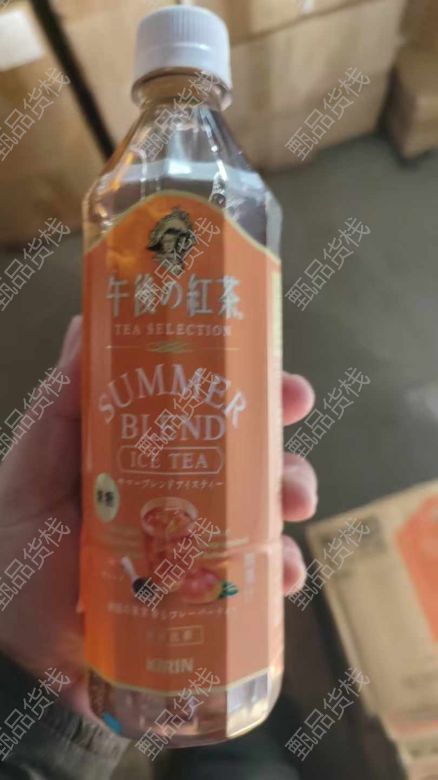 午後の紅茶
TEA SELECTION
SUMMER
BLEND
ICE TEA
サマーブレンドアイスティー
KIRIN
甄品货栈